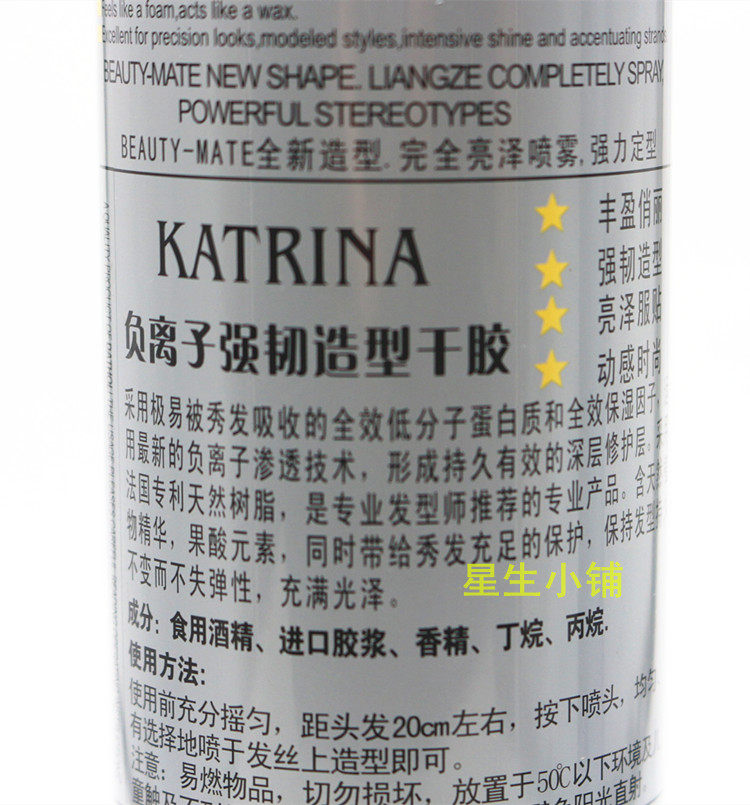 Feels like a foam,acts like a wax.
Excellent for precision looks,modeled styles,intensive shine and accentuating strands
BEAUTY-MATE NEW SHAPE. LIANGZE COMPLETELY SPRAY,
POWERFUL STEREOTYPES
BEAUTY-MATE全新造型.完全亮泽喷雾,强力定型
KATRINA
负离子强韧造型干胶
丰盈俏丽
强韧造型
亮泽服贴
动感时尚
采用极易被秀发吸收的全效低分子蛋白质和全效保湿因子,
用最新的负离子渗透技术，形成持久有效的深层修护层。
法国专利天然树脂，是专业发型师推荐的专业产品。含天
物精华，果酸元素，同时带给秀发充足的保护，保持发型
不变而不失弹性，充满光泽。
星生小铺
成分: 食用酒精、进口胶浆、香精、丁烷、丙烷.
使用方法:
使用前充分摇匀，距头发20cm左右，按下喷头，均匀
有选择地喷于发丝上造型即可。
注意: 易燃物品，切勿损坏，放置于50℃以下环境及
阳光直射.